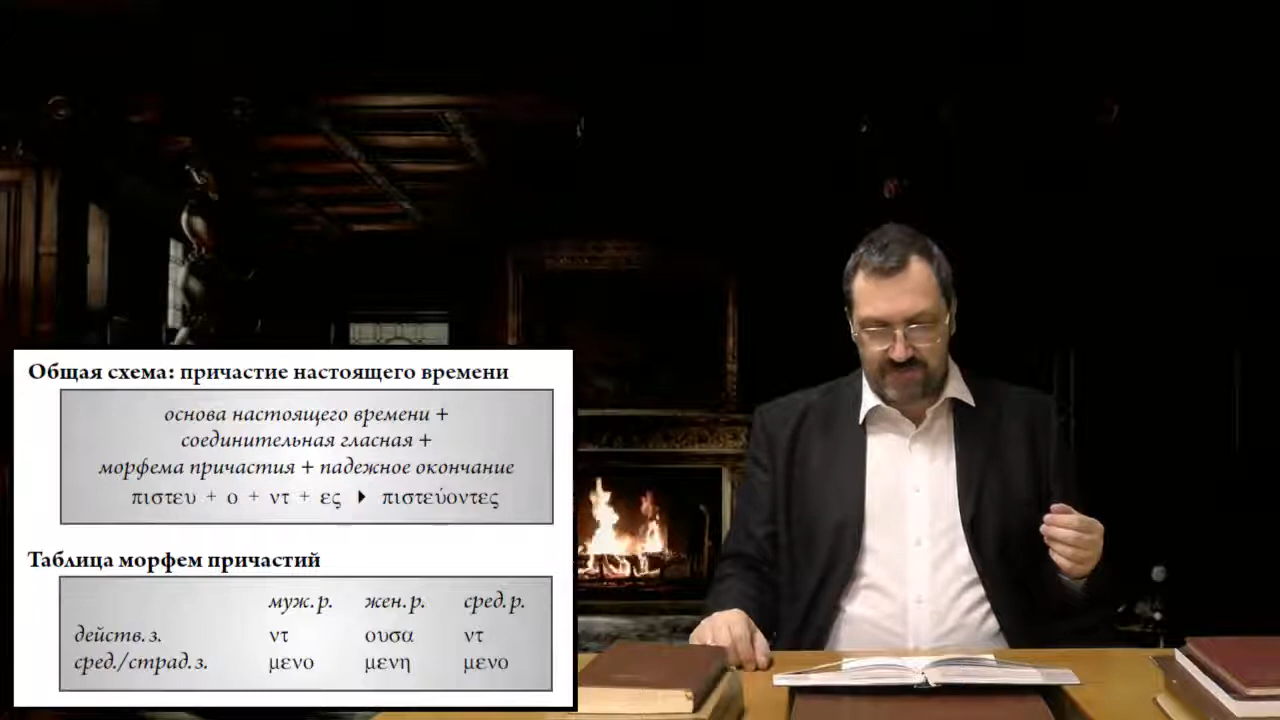 Общая схема: причастие настоящего времени
основа настоящего времени +
соединительная гласная +
морфема причастия + падежное окончание
πιστευ + ο + ντ + ες ▸ πιστεύοντες
Таблица морфем причастий
муж. р. жен. р. сред. р.
действ. з. ντ ουσα ντ
сред./страд. з. μενο μενη μενο